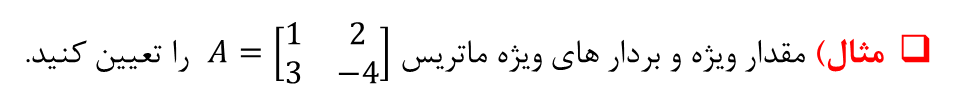 ❑ مثال) مقدار ویژه و بردار های ویژه ماتریس A = [1 2; 3 −4] را تعیین کنید.